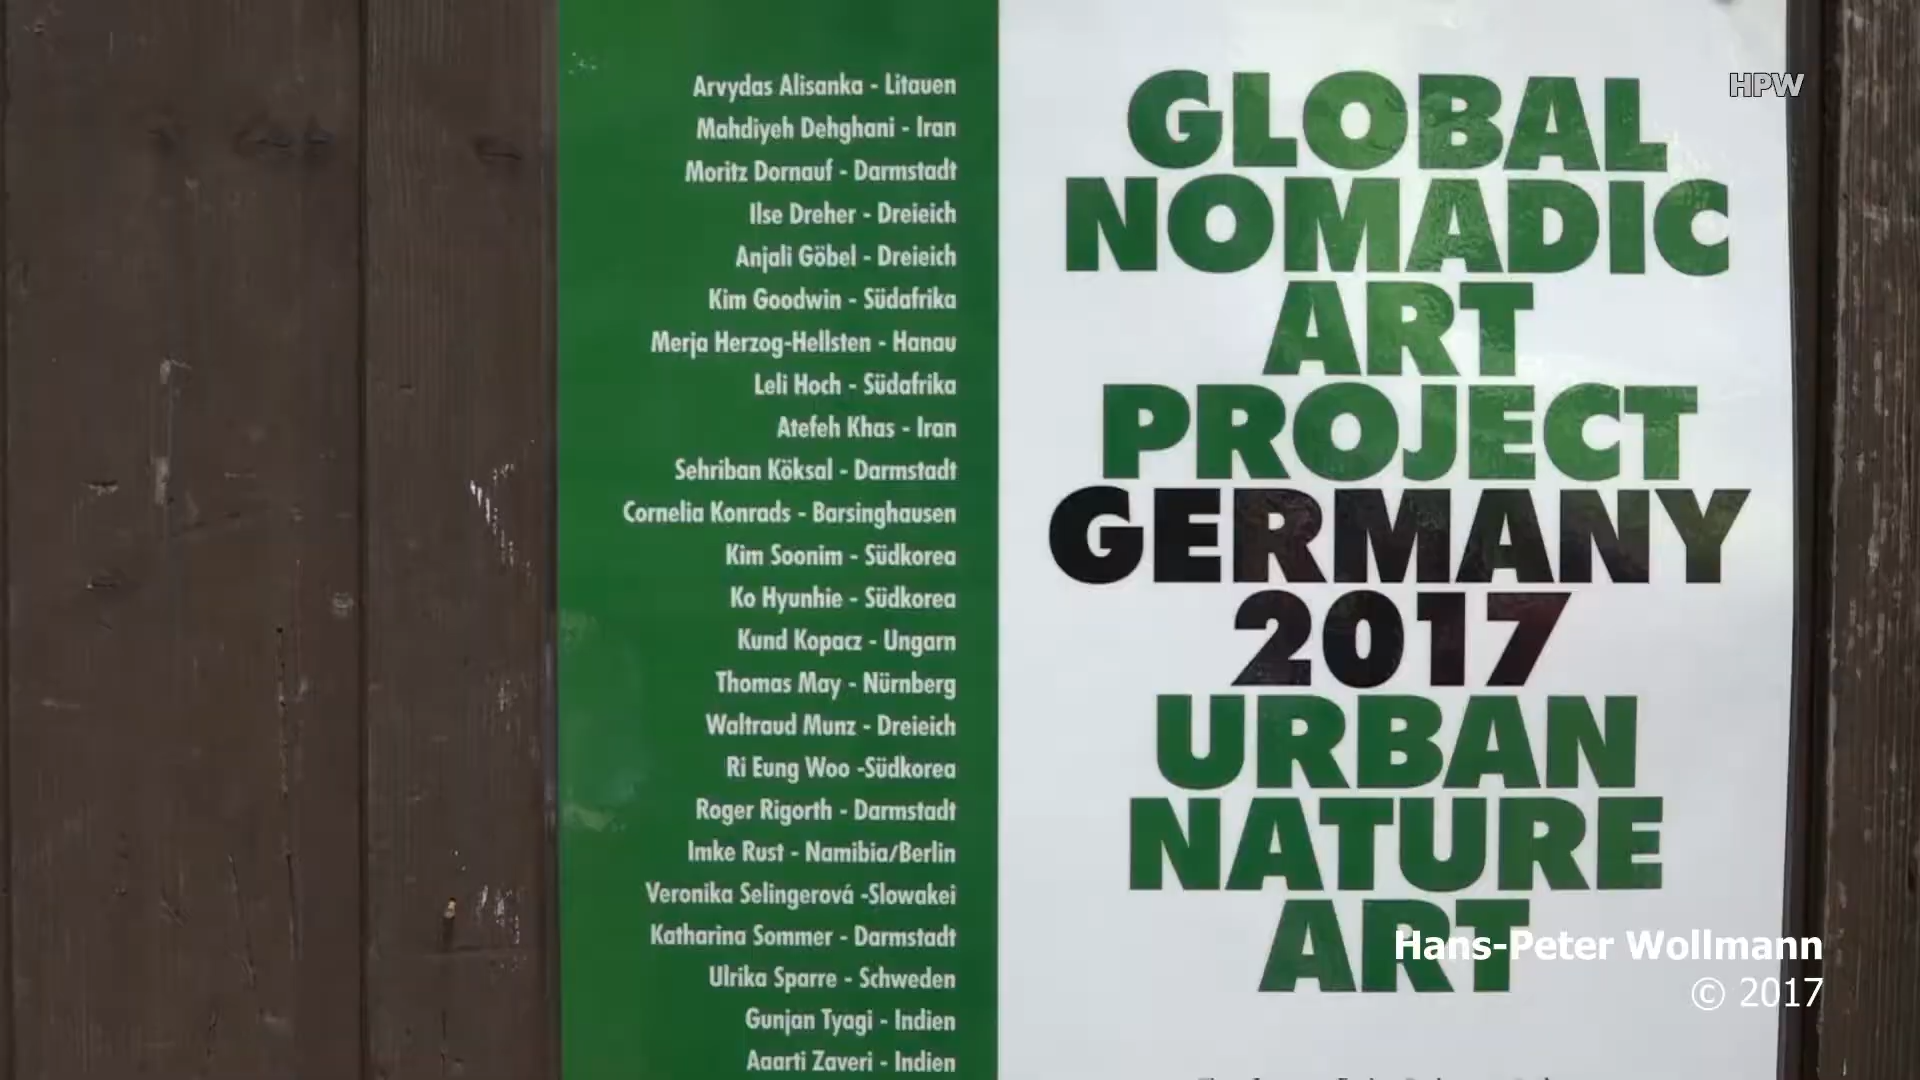 Arvydas Alisanka - Litauen
Mahdiyeh Dehghani - Iran
Moritz Dornauf - Darmstadt
Ilse Dreher - Dreieich
Anjali Göbel - Dreieich
Kim Goodwin - Südafrika
Merja Herzog-Hellsten - Hanau
Leli Hoch - Südafrika
Atefeh Khas - Iran
Sehriban Köksal - Darmstadt
Cornelia Konrads - Barsinghausen
Kim Soonim - Südkorea
Ko Hyunhie - Südkorea
Kund Kopacz - Ungarn
Thomas May - Nürnberg
Waltraud Munz - Dreieich
Ri Eung Woo -Südkorea
Roger Rigorth - Darmstadt
Imke Rust - Namibia/Berlin
Veronika Selingerová -Slowakei
Katharina Sommer - Darmstadt
Ulrika Sparre - Schweden
Gunjan Tyagi - Indien
Aaarti Zaveri - Indien
GLOBAL
NOMADIC
ART
PROJECT
GERMANY
2017
URBAN
NATURE
ART
HPW
Hans-Peter Wollmann
© 2017